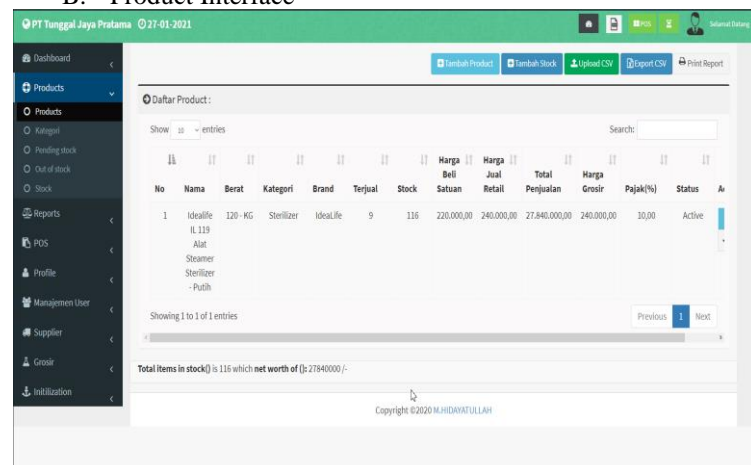 B. Product Interface
PT Tunggal Jaya Pratama 27-01-2021 POS Selamat Datang
Dashboard
Products
Products
Kategori
Pending stock
Out of stock
Stock
Reports
POS
Profile
Manajemen User
Supplier
Grosir
Initilization
Tambah Product Tambah Stock Upload CSV Export CSV Print Report
Daftar Product :
Show 10 entries Search:
No Nama Berat Kategori Brand Terjual Stock Harga Beli Satuan Harga Jual Retail Total Penjualan Harga Grosir Pajak(%) Status
1 Idealife IL 119 Alat Steamer Sterilizer - Putih 120 - KG Sterilizer IdeaLife 9 116 220.000,00 240.000,00 27.840.000,00 240.000,00 10,00 Active
Showing 1 to 1 of 1 entries Previous 1 Next
Total items in stock() is 116 which net worth of (): 27840000 /-
Copyright ©2020 M.HIDAYATULLAH